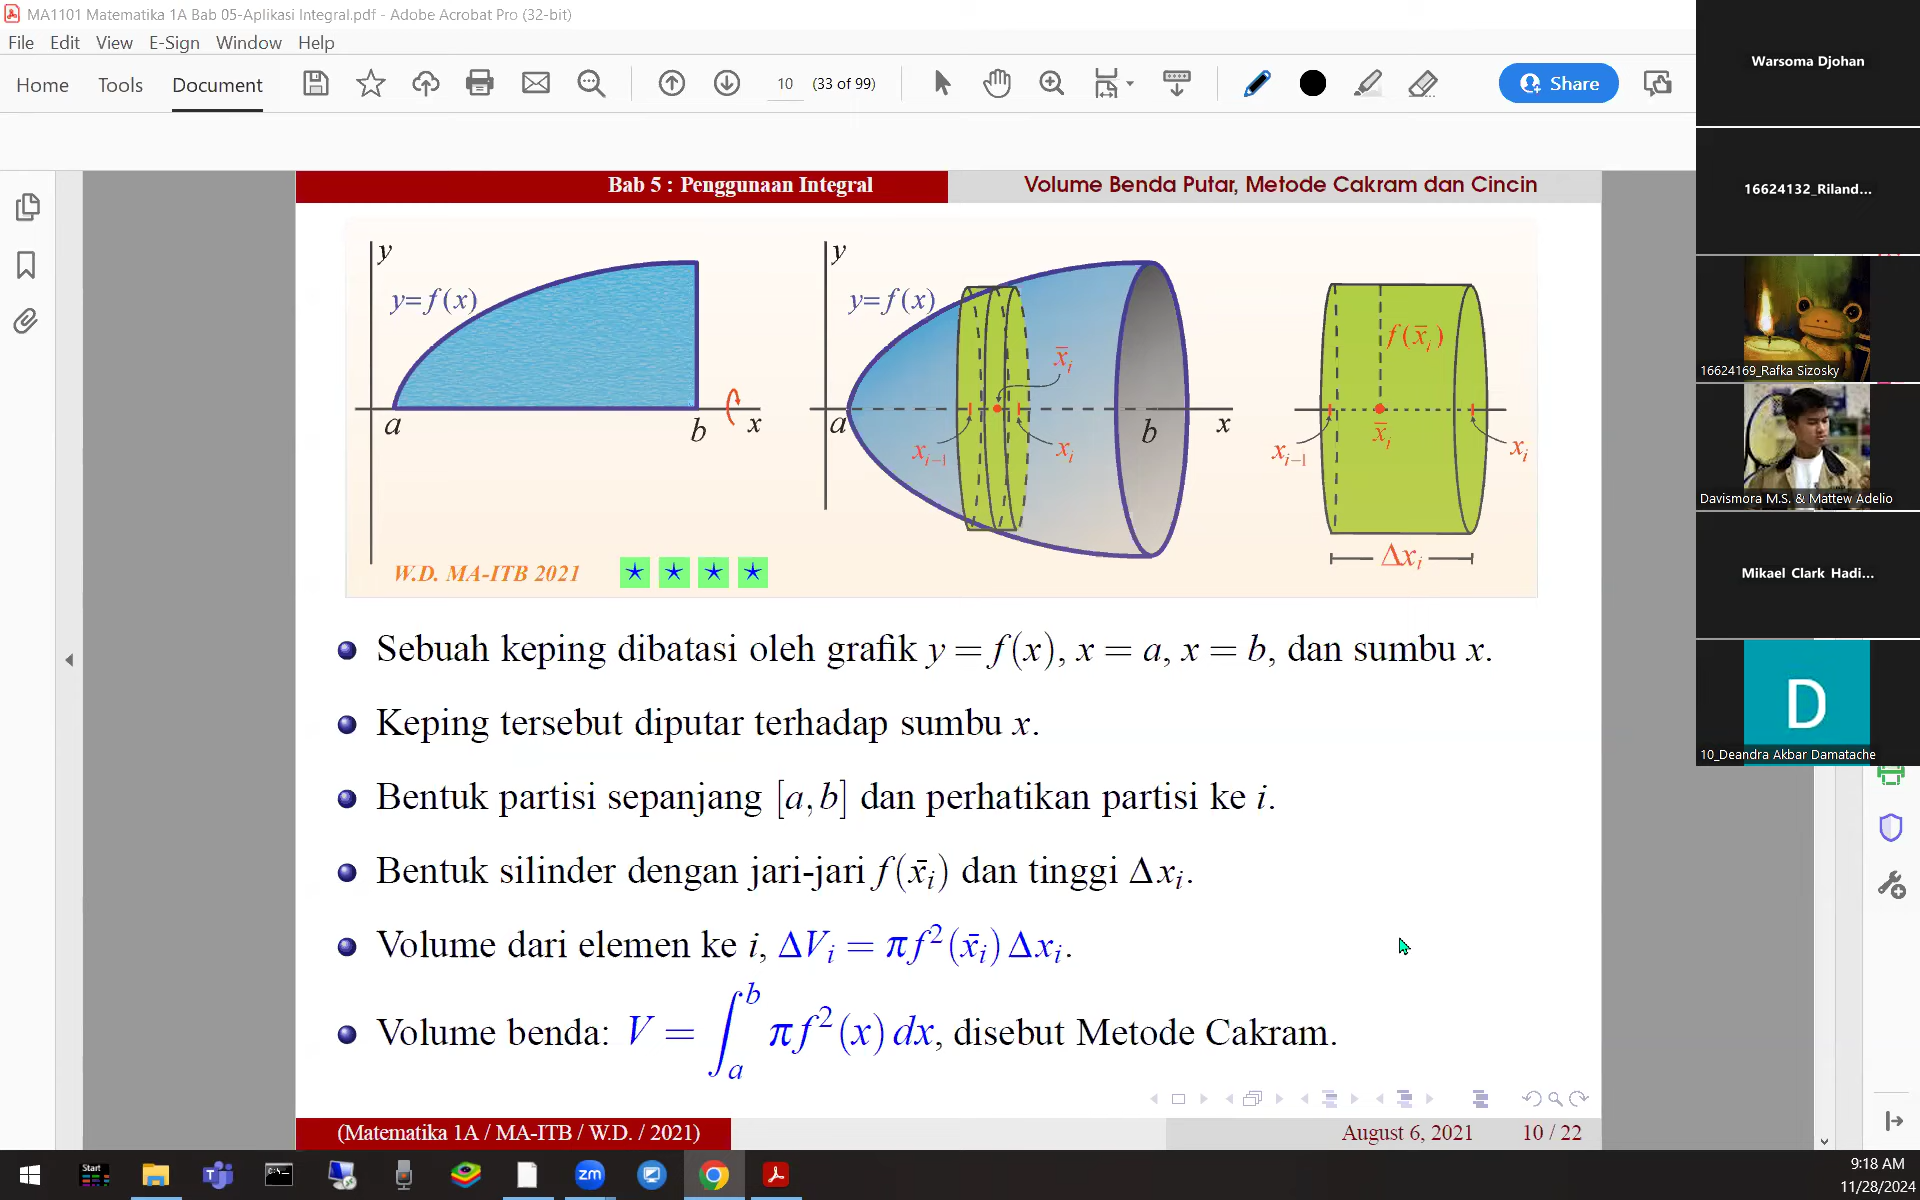 MA1101 Matematika 1A Bab 05-Aplikasi Integral.pdf - Adobe Acrobat Pro (32-bit)
File Edit View E-Sign Window Help
Home Tools Document 10 (33 of 99) Share
Bab 5 : Penggunaan Integral Volume Benda Putar, Metode Cakram dan Cincin
y y
y=f(x) y=f(x) x̄ᵢ f(x̄ᵢ)
a b x a xᵢ₋₁ xᵢ b x xᵢ₋₁ x̄ᵢ xᵢ
Δxᵢ
W.D. MA-ITB 2021
Sebuah keping dibatasi oleh grafik y = f(x), x = a, x = b, dan sumbu x.
Keping tersebut diputar terhadap sumbu x.
Bentuk partisi sepanjang [a,b] dan perhatikan partisi ke i.
Bentuk silinder dengan jari-jari f(x̄ᵢ) dan tinggi Δxᵢ.
Volume dari elemen ke i, ΔVᵢ = πf²(x̄ᵢ)Δxᵢ.
Volume benda: V = ∫ₐᵇ πf²(x) dx, disebut Metode Cakram.
(Matematika 1A / MA-ITB / W.D. / 2021) August 6, 2021 10 / 22
Warsoma Djohan
16624132_Riland...
16624169_Rafka Sizosky
Davismora M.S. & Mattew Adelio
Mikael Clark Hadi...
D
10_Deandra Akbar Damatache
Start
zm
9:18 AM
11/28/2024